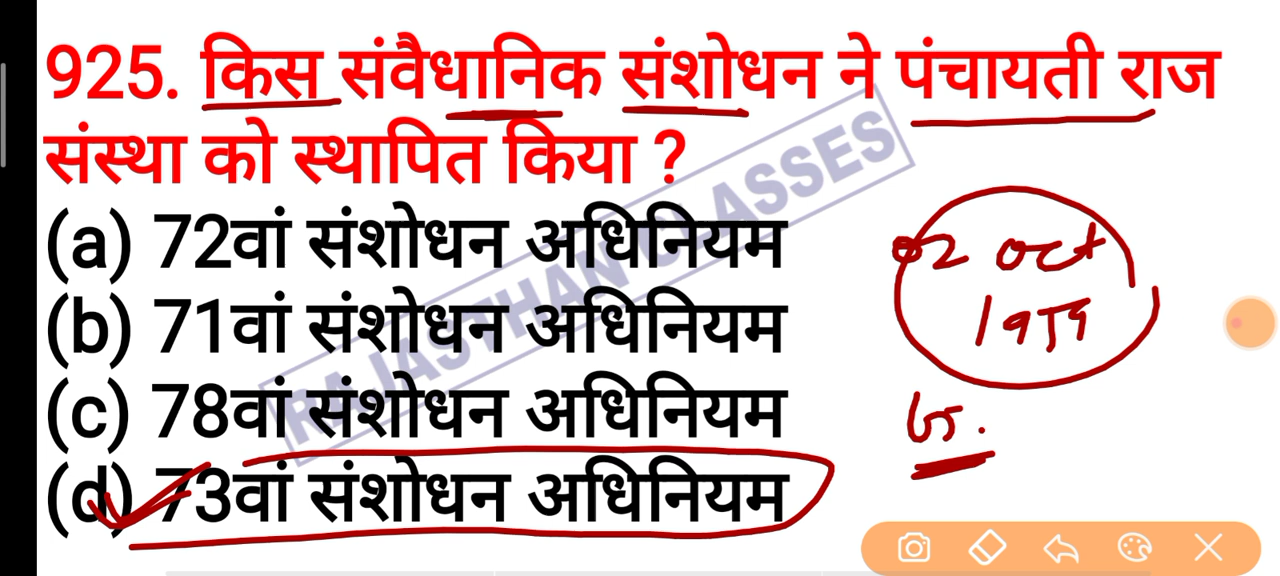 925. किस संवैधानिक संशोधन ने पंचायती राज
संस्था को स्थापित किया ?
(a) 72वां संशोधन अधिनियम
(b) 71वां संशोधन अधिनियम
(c) 78वां संशोधन अधिनियम
(d) 73वां संशोधन अधिनियम
RAJASTHAN CLASSES
02 oct
1959